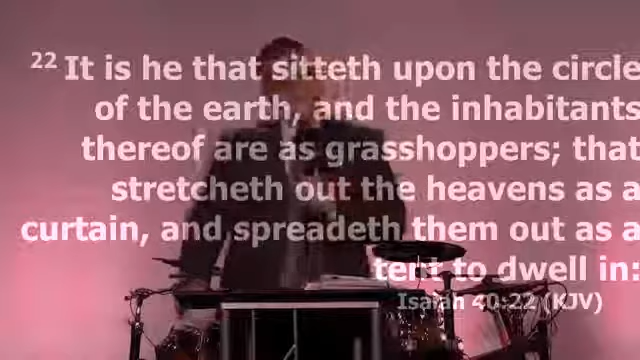 22 It is he that sitteth upon the circle
of the earth, and the inhabitants
thereof are as grasshoppers; that
stretcheth out the heavens as a
curtain, and spreadeth them out as a
tent to dwell in:
Isaiah 40:22 (KJV)